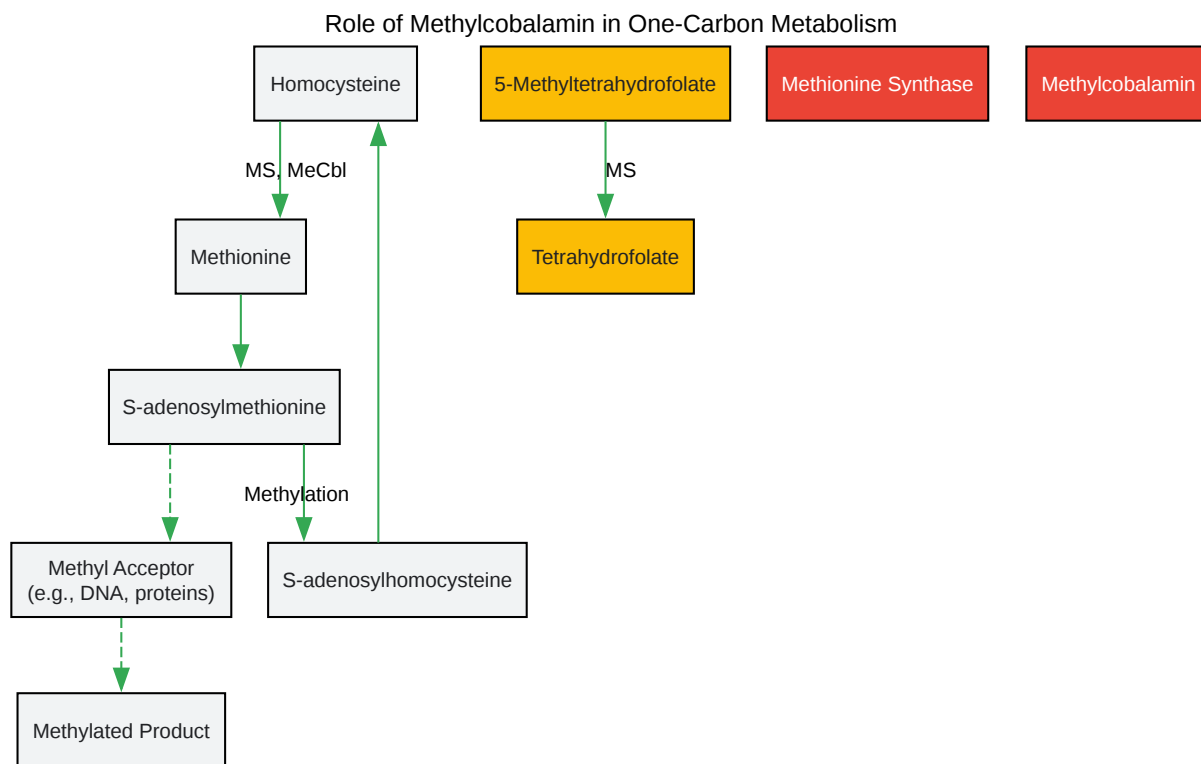 Role of Methylcobalamin in One-Carbon Metabolism
Homocysteine
5-Methyltetrahydrofolate
Methionine Synthase
Methylcobalamin
MS, MeCbl
MS
Methionine
Tetrahydrofolate
S-adenosylmethionine
Methylation
Methyl Acceptor
(e.g., DNA, proteins)
S-adenosylhomocysteine
Methylated Product